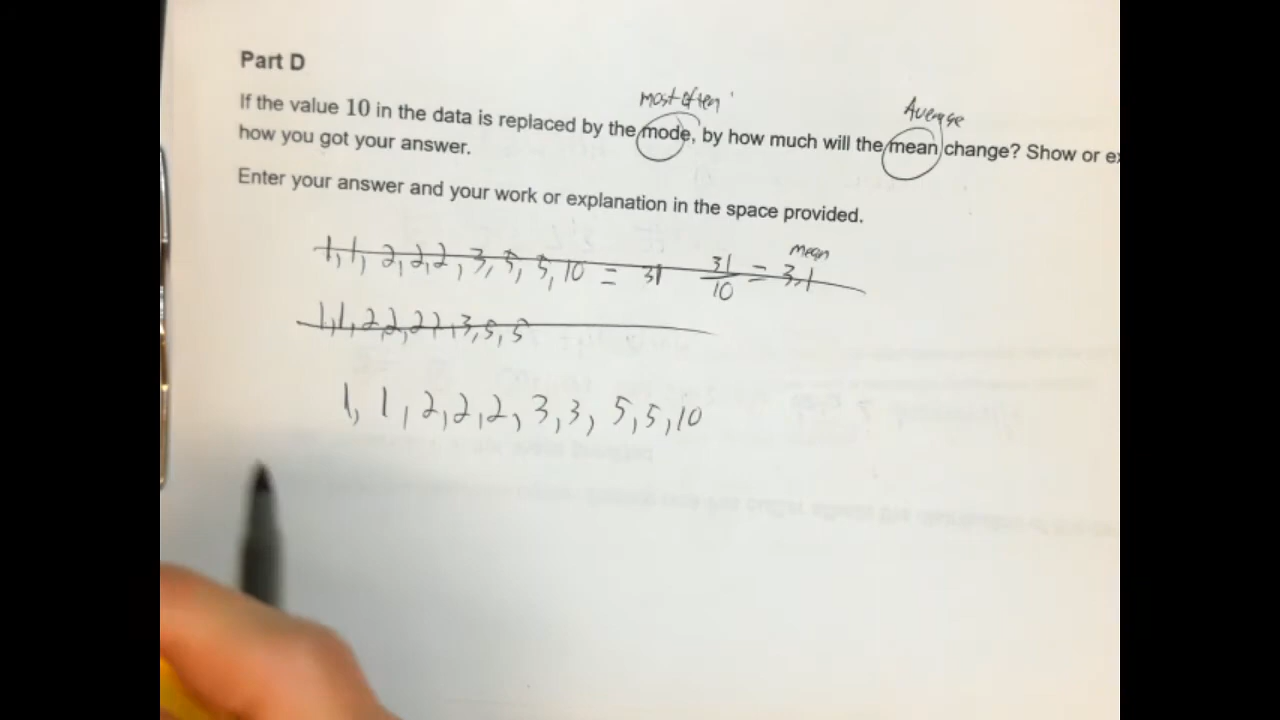 Part D
most often
Average
If the value 10 in the data is replaced by the mode, by how much will the mean change? Show or ex
how you got your answer.
Enter your answer and your work or explanation in the space provided.
mean
1, 1, 2, 2, 2, 3, 5, 5, 10 = 31 31/10 = 3.1
1, 1, 2, 2, 2 2, 3, 5, 5
1, 1, 2, 2, 2, 3, 3, 5, 5, 10